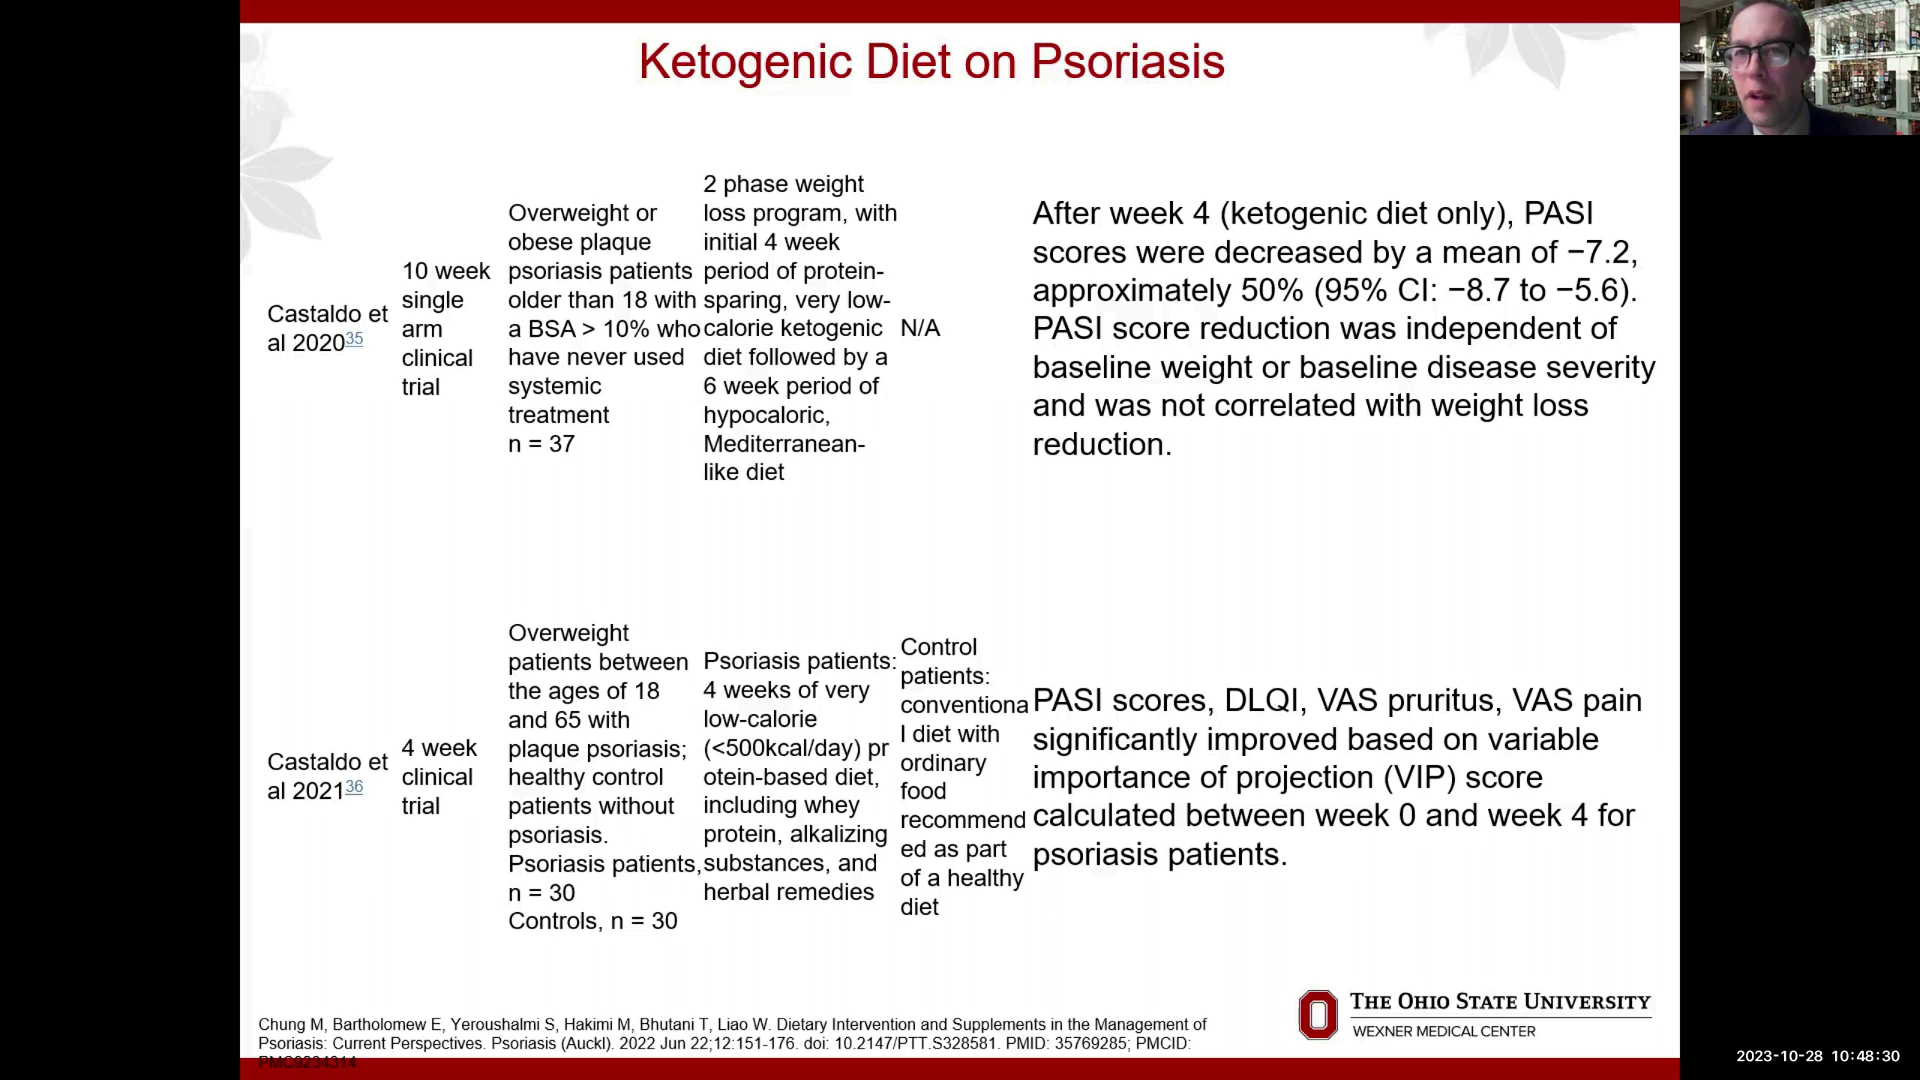 Ketogenic Diet on Psoriasis
Castaldo et
al 202035
10 week
single
arm
clinical
trial
Overweight or
obese plaque
psoriasis patients
older than 18 with
a BSA > 10% who
have never used
systemic
treatment
n = 37
2 phase weight
loss program, with
initial 4 week
period of protein-
sparing, very low-
calorie ketogenic
diet followed by a
6 week period of
hypocaloric,
Mediterranean-
like diet
N/A
After week 4 (ketogenic diet only), PASI
scores were decreased by a mean of −7.2,
approximately 50% (95% CI: −8.7 to −5.6).
PASI score reduction was independent of
baseline weight or baseline disease severity
and was not correlated with weight loss
reduction.
Castaldo et
al 202136
4 week
clinical
trial
Overweight
patients between
the ages of 18
and 65 with
plaque psoriasis;
healthy control
patients without
psoriasis.
Psoriasis patients,
n = 30
Controls, n = 30
Psoriasis patients:
4 weeks of very
low-calorie
(<500kcal/day) pr
otein-based diet,
including whey
protein, alkalizing
substances, and
herbal remedies
Control
patients:
conventiona
l diet with
ordinary
food
recommend
ed as part
of a healthy
diet
PASI scores, DLQI, VAS pruritus, VAS pain
significantly improved based on variable
importance of projection (VIP) score
calculated between week 0 and week 4 for
psoriasis patients.
Chung M, Bartholomew E, Yeroushalmi S, Hakimi M, Bhutani T, Liao W. Dietary Intervention and Supplements in the Management of
Psoriasis: Current Perspectives. Psoriasis (Auckl). 2022 Jun 22;12:151-176. doi: 10.2147/PTT.S328581. PMID: 35769285; PMCID:
PMC9234314.
THE OHIO STATE UNIVERSITY
WEXNER MEDICAL CENTER
2023-10-28 10:48:30